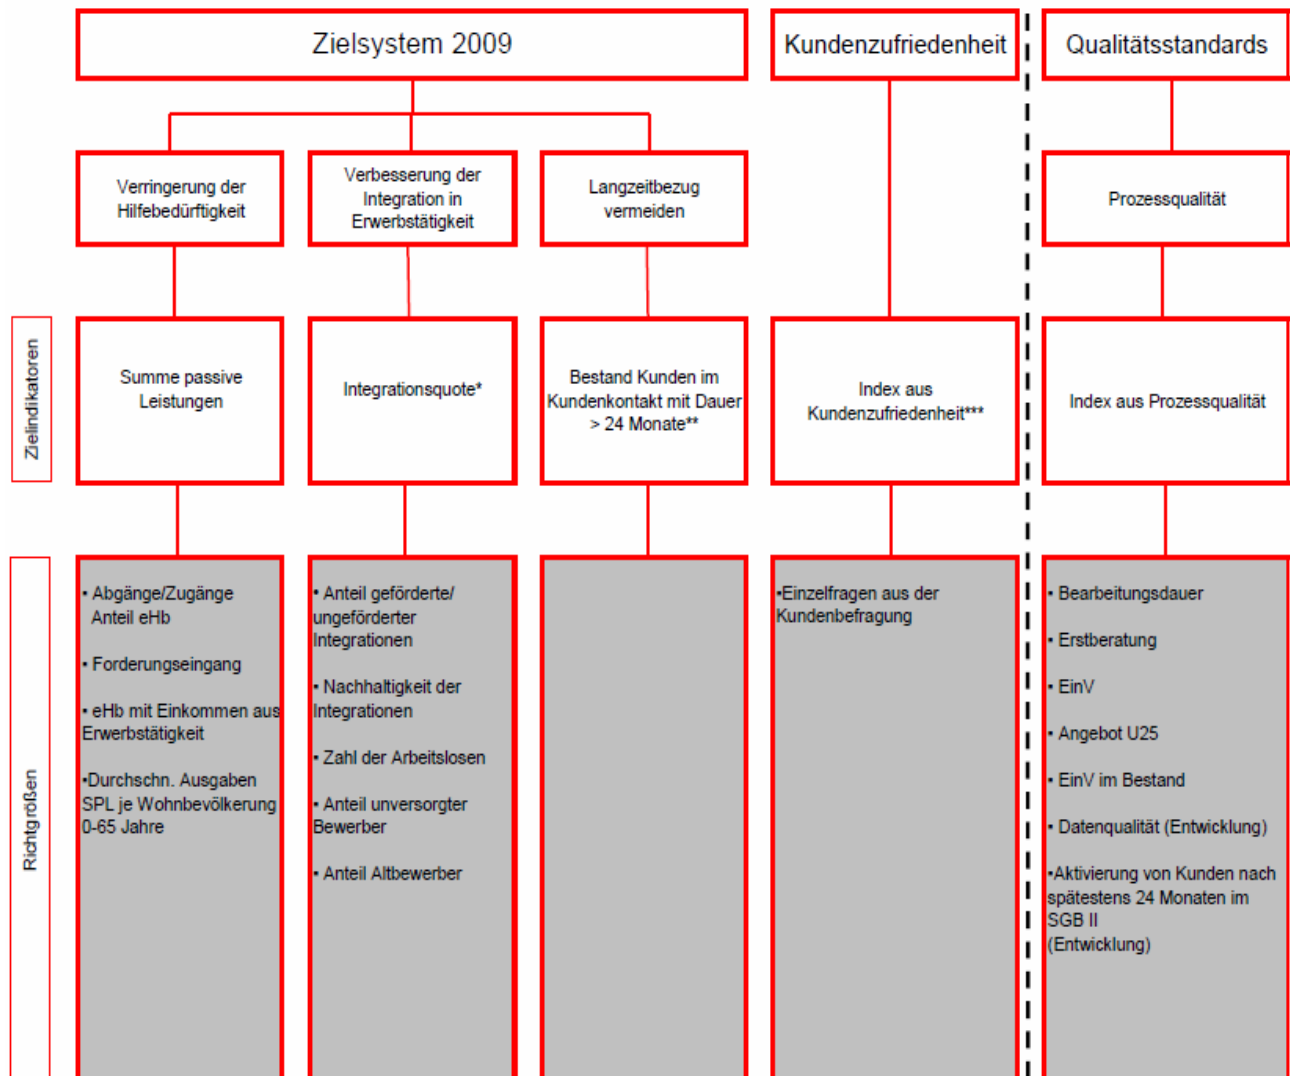 Zielsystem 2009
Kundenzufriedenheit
Qualitätsstandards
Verringerung der
Hilfebedürftigkeit
Verbesserung der
Integration in
Erwerbstätigkeit
Langzeitbezug
vermeiden
Prozessqualität
Zielindikatoren
Summe passive
Leistungen
Integrationsquote*
Bestand Kunden im
Kundenkontakt mit Dauer
> 24 Monate**
Index aus
Kundenzufriedenheit***
Index aus Prozessqualität
Richtgrößen
▪ Abgänge/Zugänge
Anteil eHb
▪ Forderungseingang
▪ eHb mit Einkommen aus
Erwerbstätigkeit
▪Durchschn. Ausgaben
SPL je Wohnbevölkerung
0-65 Jahre
▪ Anteil geförderte/
ungeförderter
Integrationen
▪ Nachhaltigkeit der
Integrationen
▪ Zahl der Arbeitslosen
▪ Anteil unversorgter
Bewerber
▪ Anteil Altbewerber
▪Einzelfragen aus der
Kundenbefragung
▪ Bearbeitungsdauer
▪ Erstberatung
▪ EinV
▪ Angebot U25
▪ EinV im Bestand
▪ Datenqualität (Entwicklung)
▪Aktivierung von Kunden nach
spätestens 24 Monaten im
SGB II
(Entwicklung)